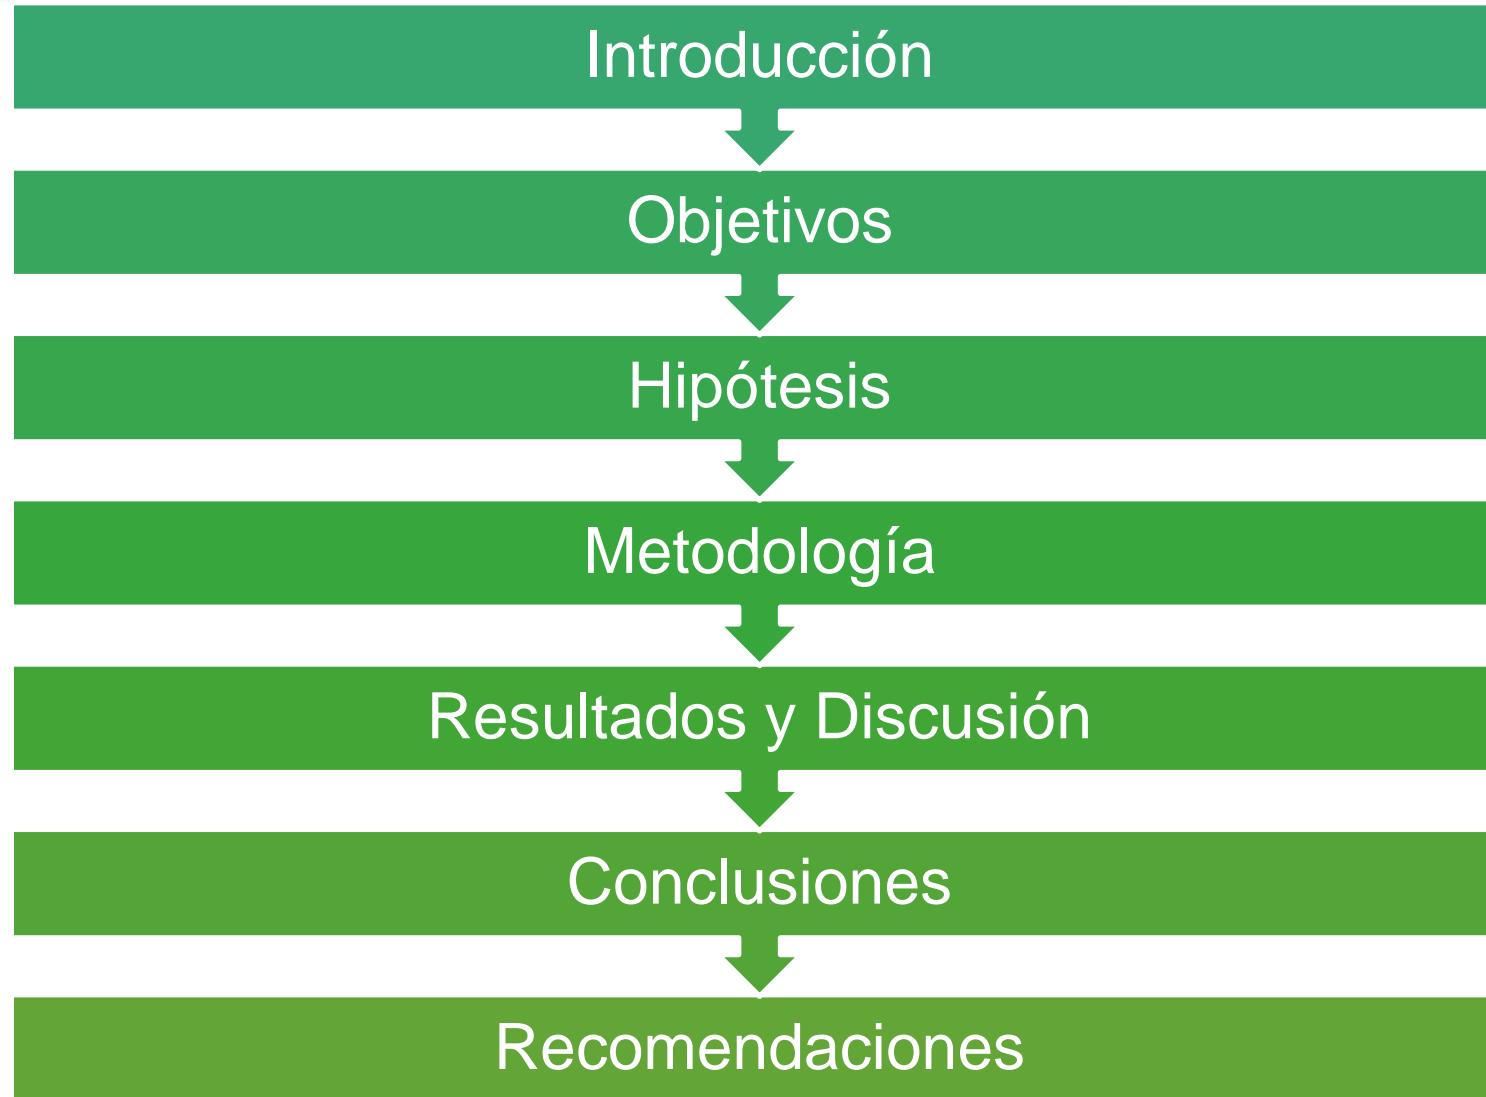 Introducción
Objetivos
Hipótesis
Metodología
Resultados y Discusión
Conclusiones
Recomendaciones